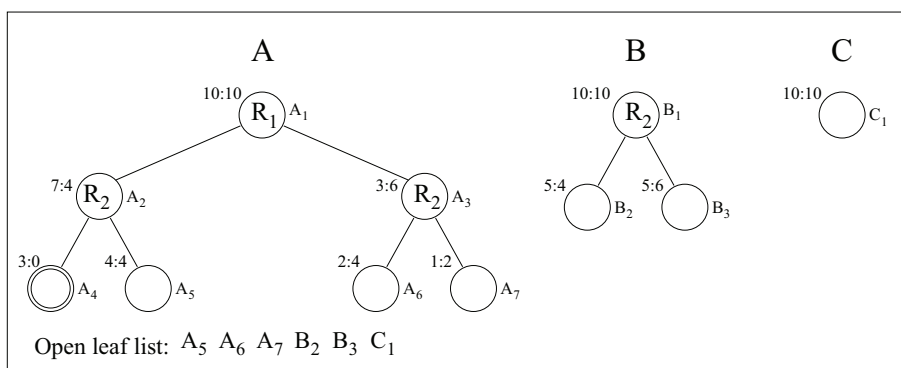 A B C
10:10 R1 A1 10:10 R2 B1 10:10 C1
7:4 R2 A2 3:6 R2 A3 5:4 B2 5:6 B3
3:0 A4 4:4 A5 2:4 A6 1:2 A7
Open leaf list: A5 A6 A7 B2 B3 C1